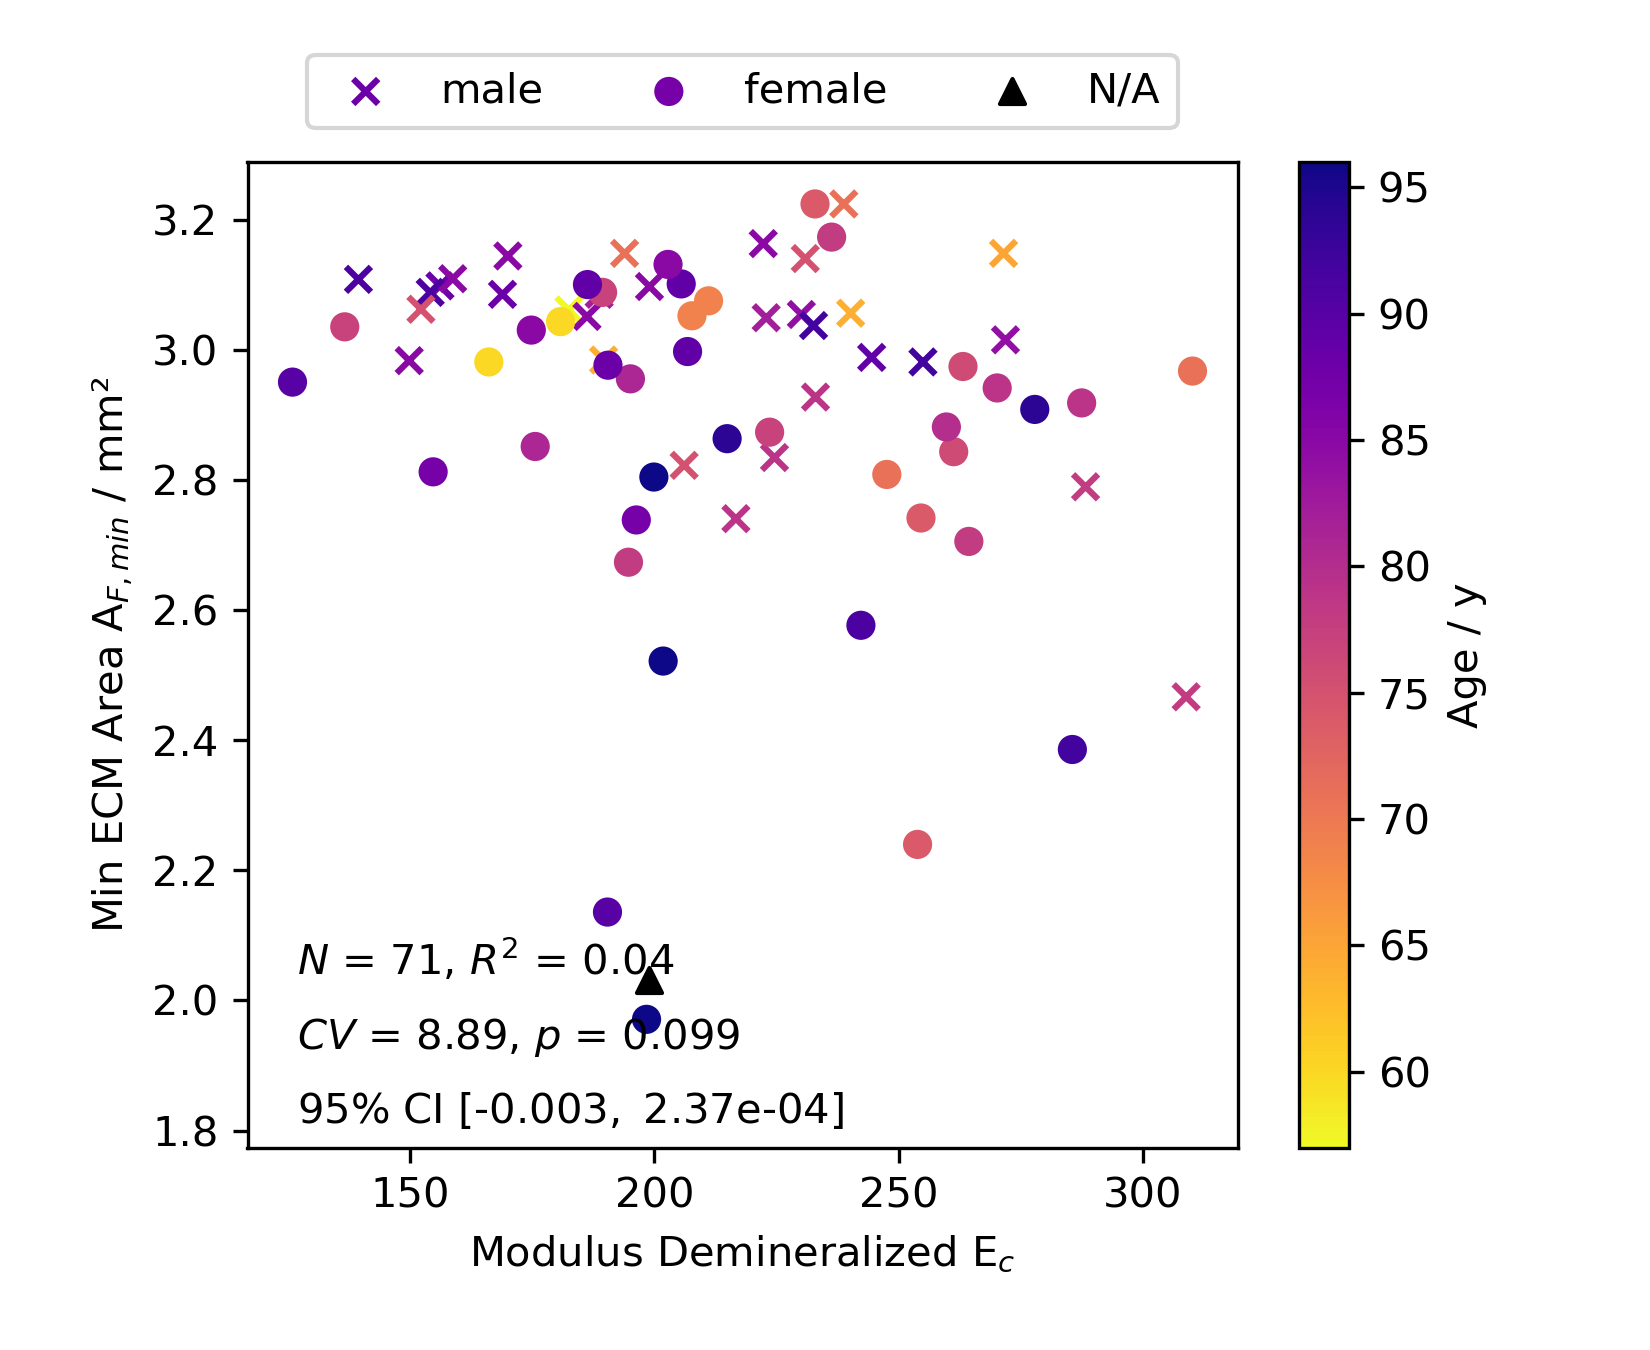 male female N/A
Min ECM Area A_{F, min} / mm²
3.2
3.0
2.8
2.6
2.4
2.2
2.0
1.8
N = 71, R² = 0.04
CV = 8.89, p = 0.099
95% CI [-0.003, 2.37e-04]
150 200 250 300
Modulus Demineralized E_c
95
90
85
80
75
70
65
60
Age / y